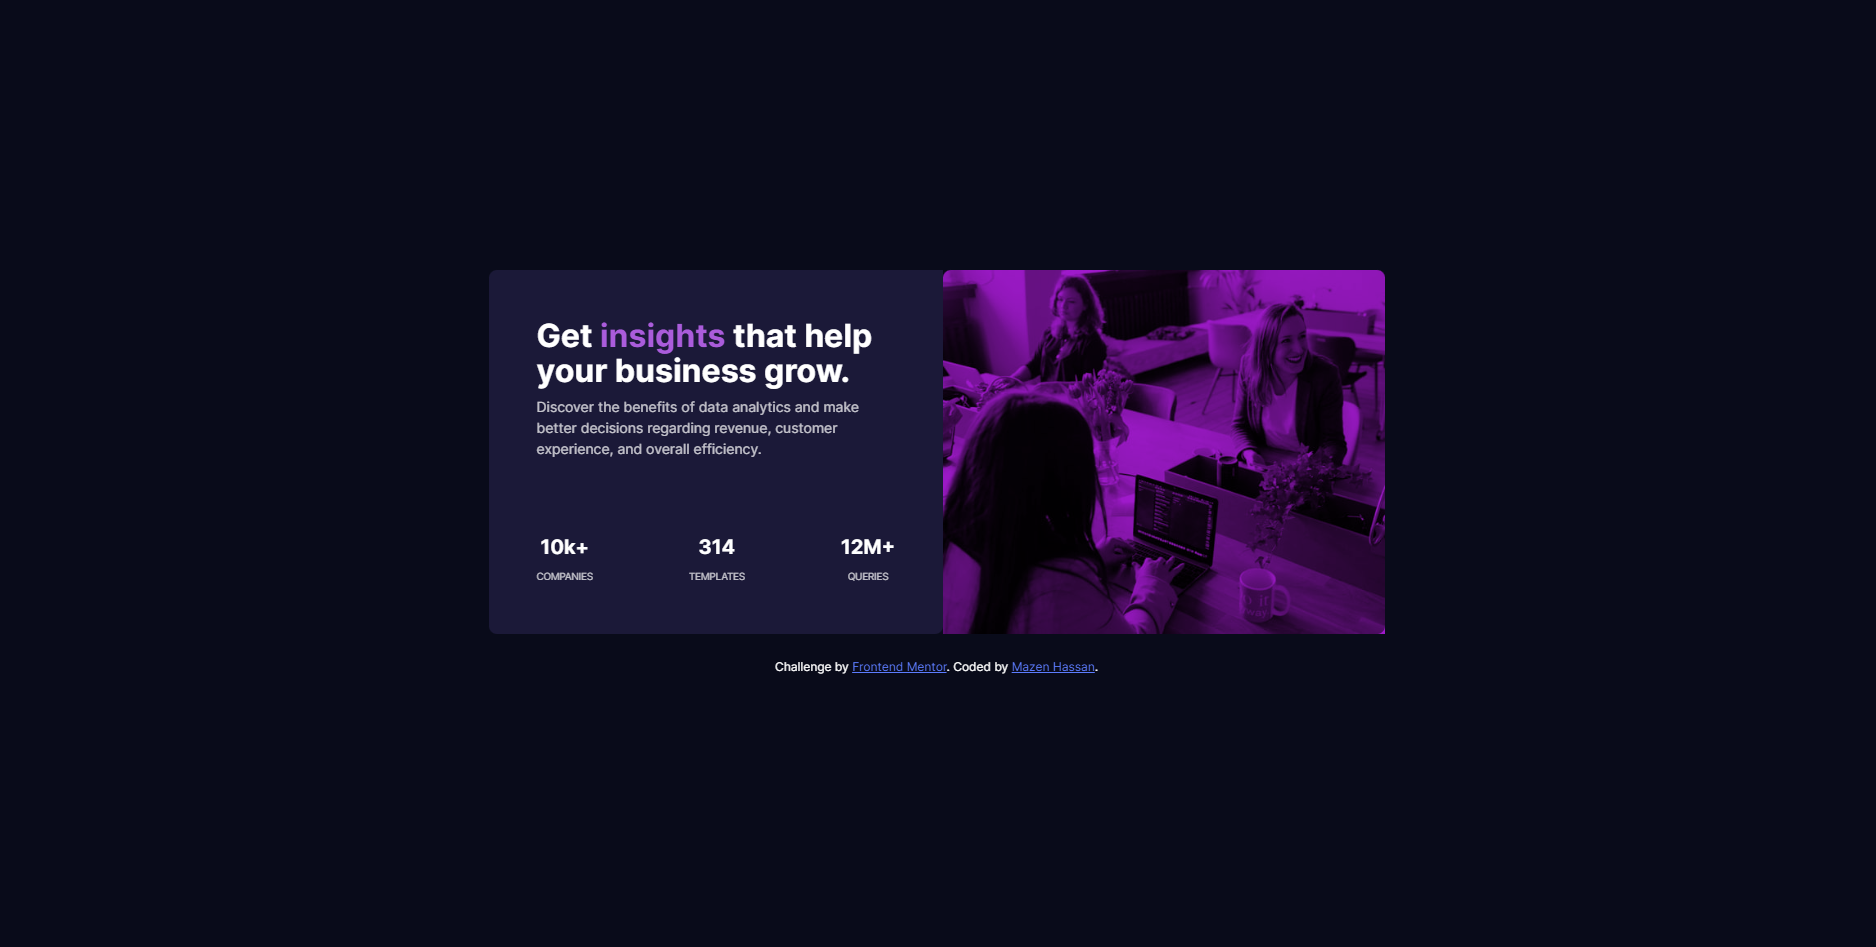 Get insights that help
your business grow.
Discover the benefits of data analytics and make
better decisions regarding revenue, customer
experience, and overall efficiency.
10k+ 314 12M+
COMPANIES TEMPLATES QUERIES
Challenge by Frontend Mentor. Coded by Mazen Hassan.